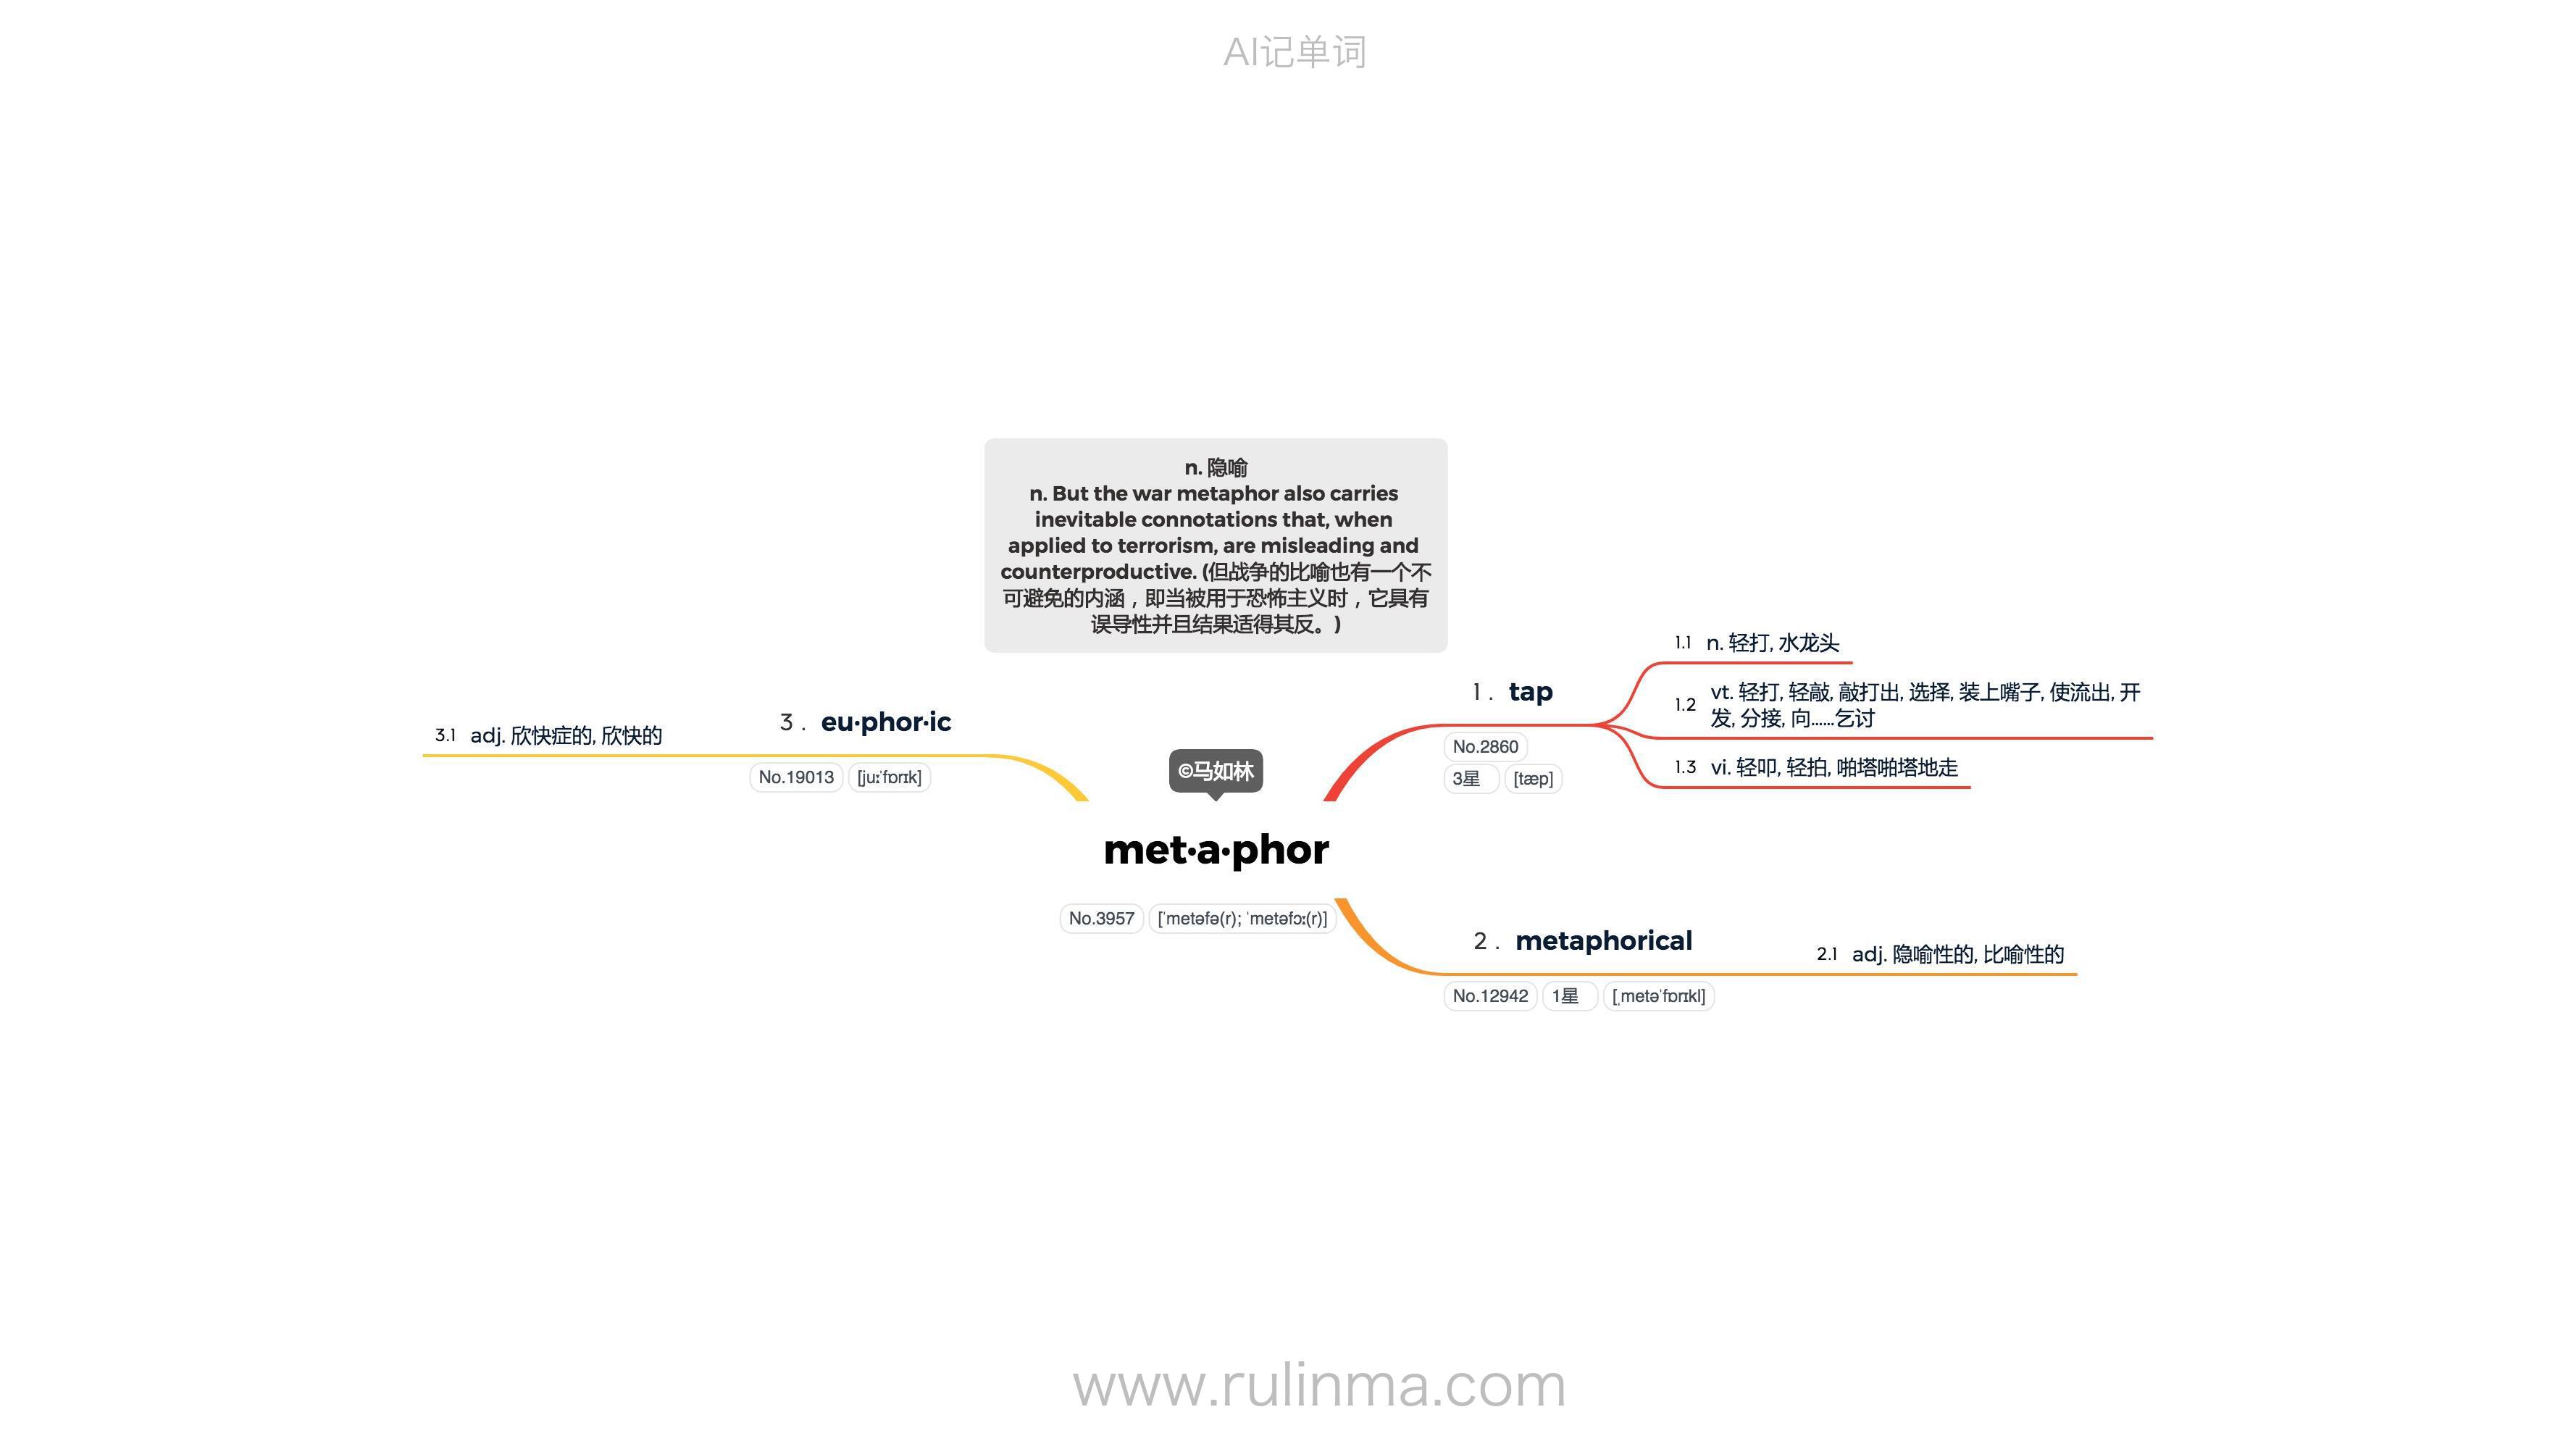 AI记单词
n. 隐喻
n. But the war metaphor also carries
inevitable connotations that, when
applied to terrorism, are misleading and
counterproductive. (但战争的比喻也有一个不
可避免的内涵，即当被用于恐怖主义时，它具有
误导性并且结果适得其反。)
©马如林
met·a·phor
No.3957 [ˈmetəfə(r); ˈmetəfɔː(r)]
1. tap
No.2860
3星 [tæp]
1.1 n. 轻打, 水龙头
1.2 vt. 轻打, 轻敲, 敲打出, 选择, 装上嘴子, 使流出, 开
发, 分接, 向……乞讨
1.3 vi. 轻叩, 轻拍, 啪塔啪塔地走
2. metaphorical
No.12942 1星 [ˌmetəˈfɒrɪkl]
2.1 adj. 隐喻性的, 比喻性的
3. eu·phor·ic
No.19013 [juːˈfɒrɪk]
3.1 adj. 欣快症的, 欣快的
www.rulinma.com